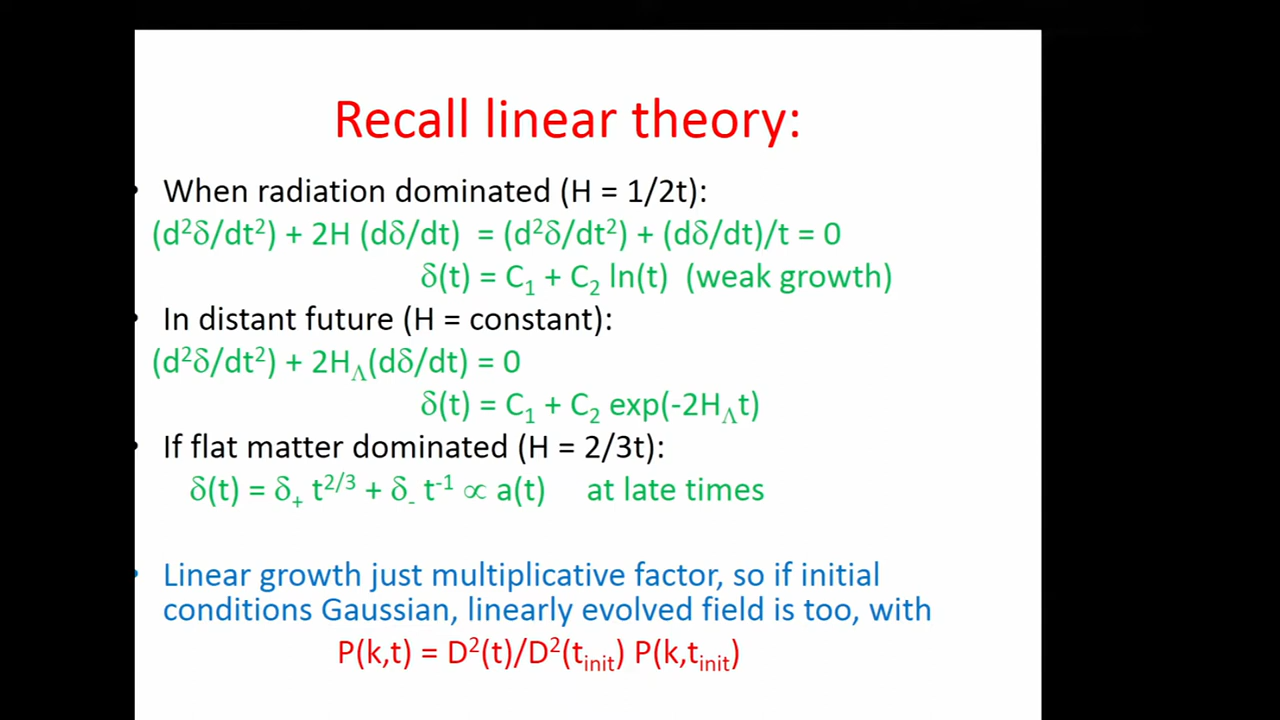 Recall linear theory:
• When radiation dominated (H = 1/2t):
(d²δ/dt²) + 2H (dδ/dt) = (d²δ/dt²) + (dδ/dt)/t = 0
δ(t) = C₁ + C₂ ln(t) (weak growth)
• In distant future (H = constant):
(d²δ/dt²) + 2H_Λ(dδ/dt) = 0
δ(t) = C₁ + C₂ exp(-2H_Λt)
• If flat matter dominated (H = 2/3t):
δ(t) = δ₊ t²ᐟ³ + δ₋ t⁻¹ ∝ a(t) at late times
• Linear growth just multiplicative factor, so if initial
conditions Gaussian, linearly evolved field is too, with
P(k,t) = D²(t)/D²(t_init) P(k,t_init)